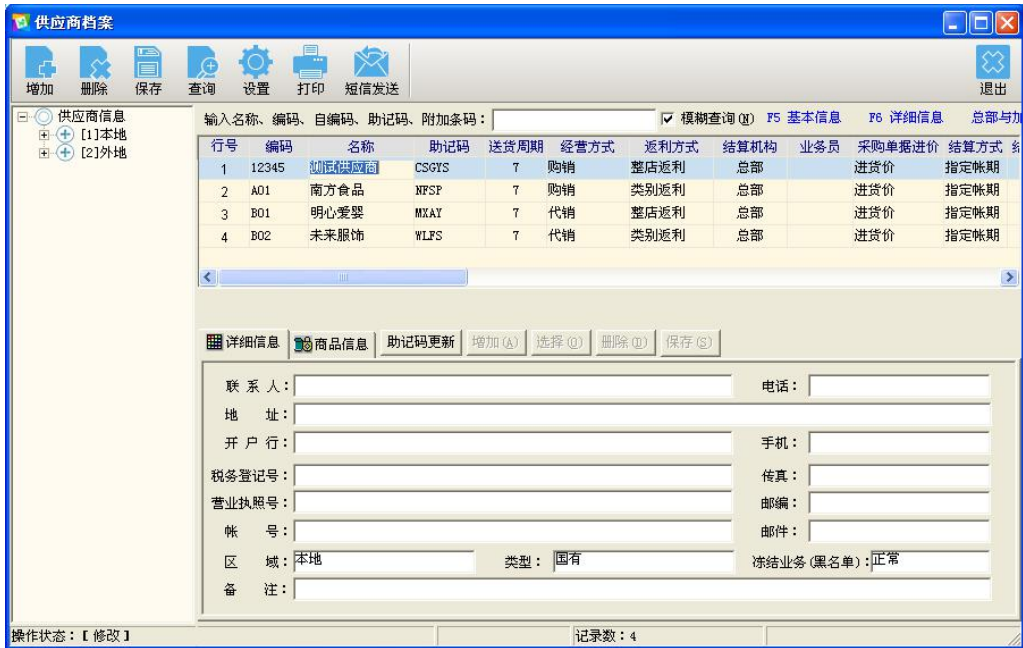 供应商档案
增加 删除 保存 查询 设置 打印 短信发送 退出
供应商信息
[1]本地
[2]外地
输入名称、编码、自编码、助记码、附加条码： 模糊查询(N) F5 基本信息 F6 详细信息 总部与加
行号 编码 名称 助记码 送货周期 经营方式 返利方式 结算机构 业务员 采购单据进价 结算方式
1 12345 测试供应商 CSGYS 7 购销 整店返利 总部 进货价 指定帐期
2 A01 南方食品 NFSP 7 购销 类别返利 总部 进货价 指定帐期
3 B01 明心爱婴 MXAY 7 代销 整店返利 总部 进货价 指定帐期
4 B02 未来服饰 WLFS 7 代销 类别返利 总部 进货价 指定帐期
详细信息 商品信息 助记码更新 增加(A) 选择(Q) 删除(D) 保存(S)
联系人： 电话：
地 址：
开户行： 手机：
税务登记号： 传真：
营业执照号： 邮编：
帐 号： 邮件：
区 域：本地 类型：国有 冻结业务(黑名单)：正常
备 注：
操作状态：【修改】 记录数：4